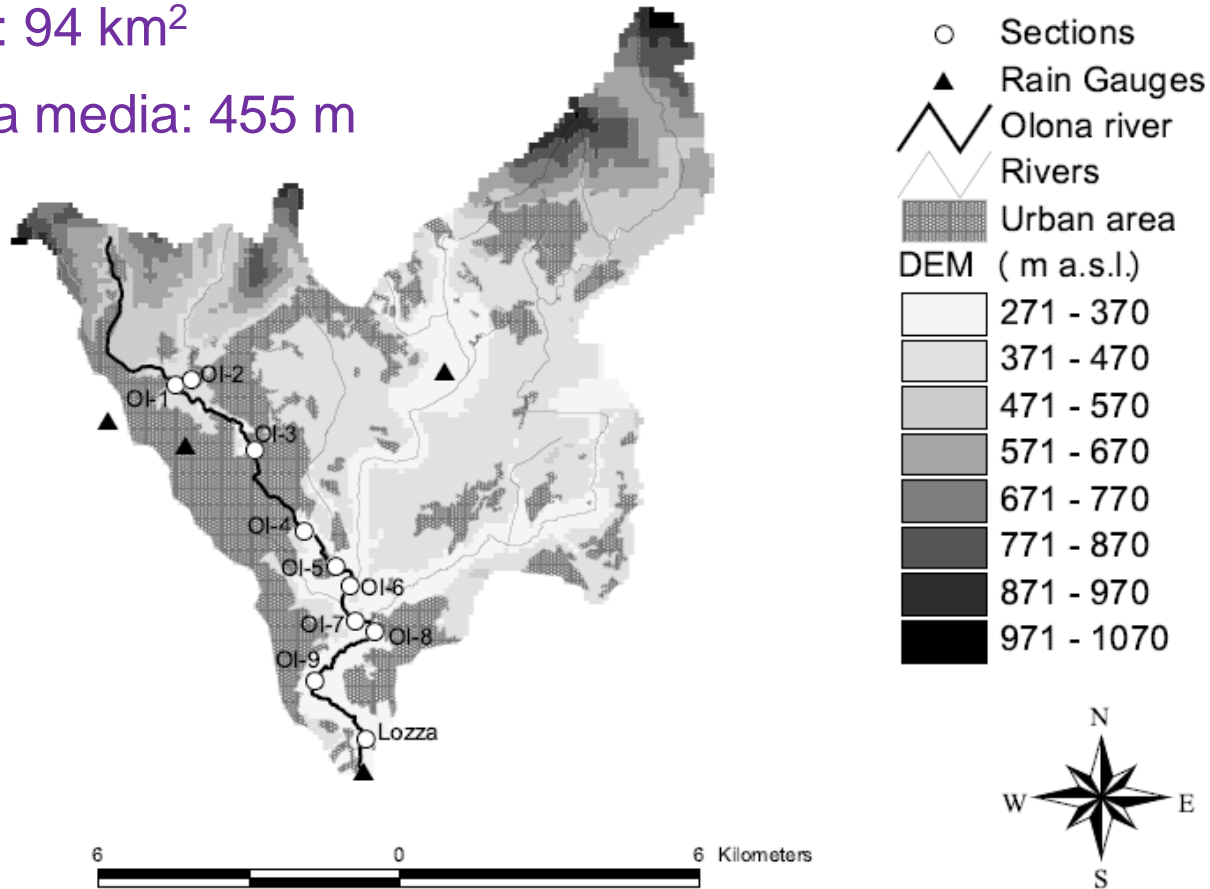 : 94 km²
a media: 455 m
Sections
Rain Gauges
Olona river
Rivers
Urban area
DEM ( m a.s.l.)
271 - 370
371 - 470
471 - 570
571 - 670
671 - 770
771 - 870
871 - 970
971 - 1070
Ol-2
Ol-1
Ol-3
Ol-4
Ol-5
Ol-6
Ol-7
Ol-8
Ol-9
Lozza
N
W E
S
6 0 6 Kilometers